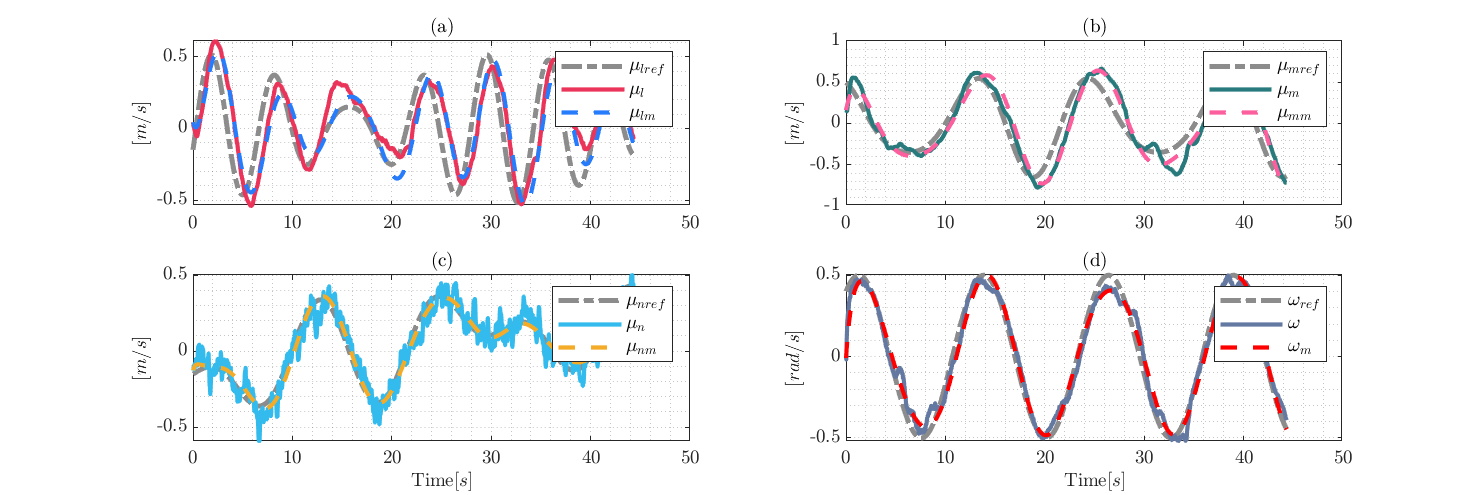 (a)
[m/s]
0.5
0
-0.5
0 10 20 30 40 50
μlref
μl
μlm
(b)
[m/s]
1
0.5
0
-0.5
-1
0 10 20 30 40 50
μmref
μm
μmm
(c)
[m/s]
0.5
0
-0.5
0 10 20 30 40 50
Time[s]
μnref
μn
μnm
(d)
[rad/s]
0.5
0
-0.5
0 10 20 30 40 50
Time[s]
ωref
ω
ωm